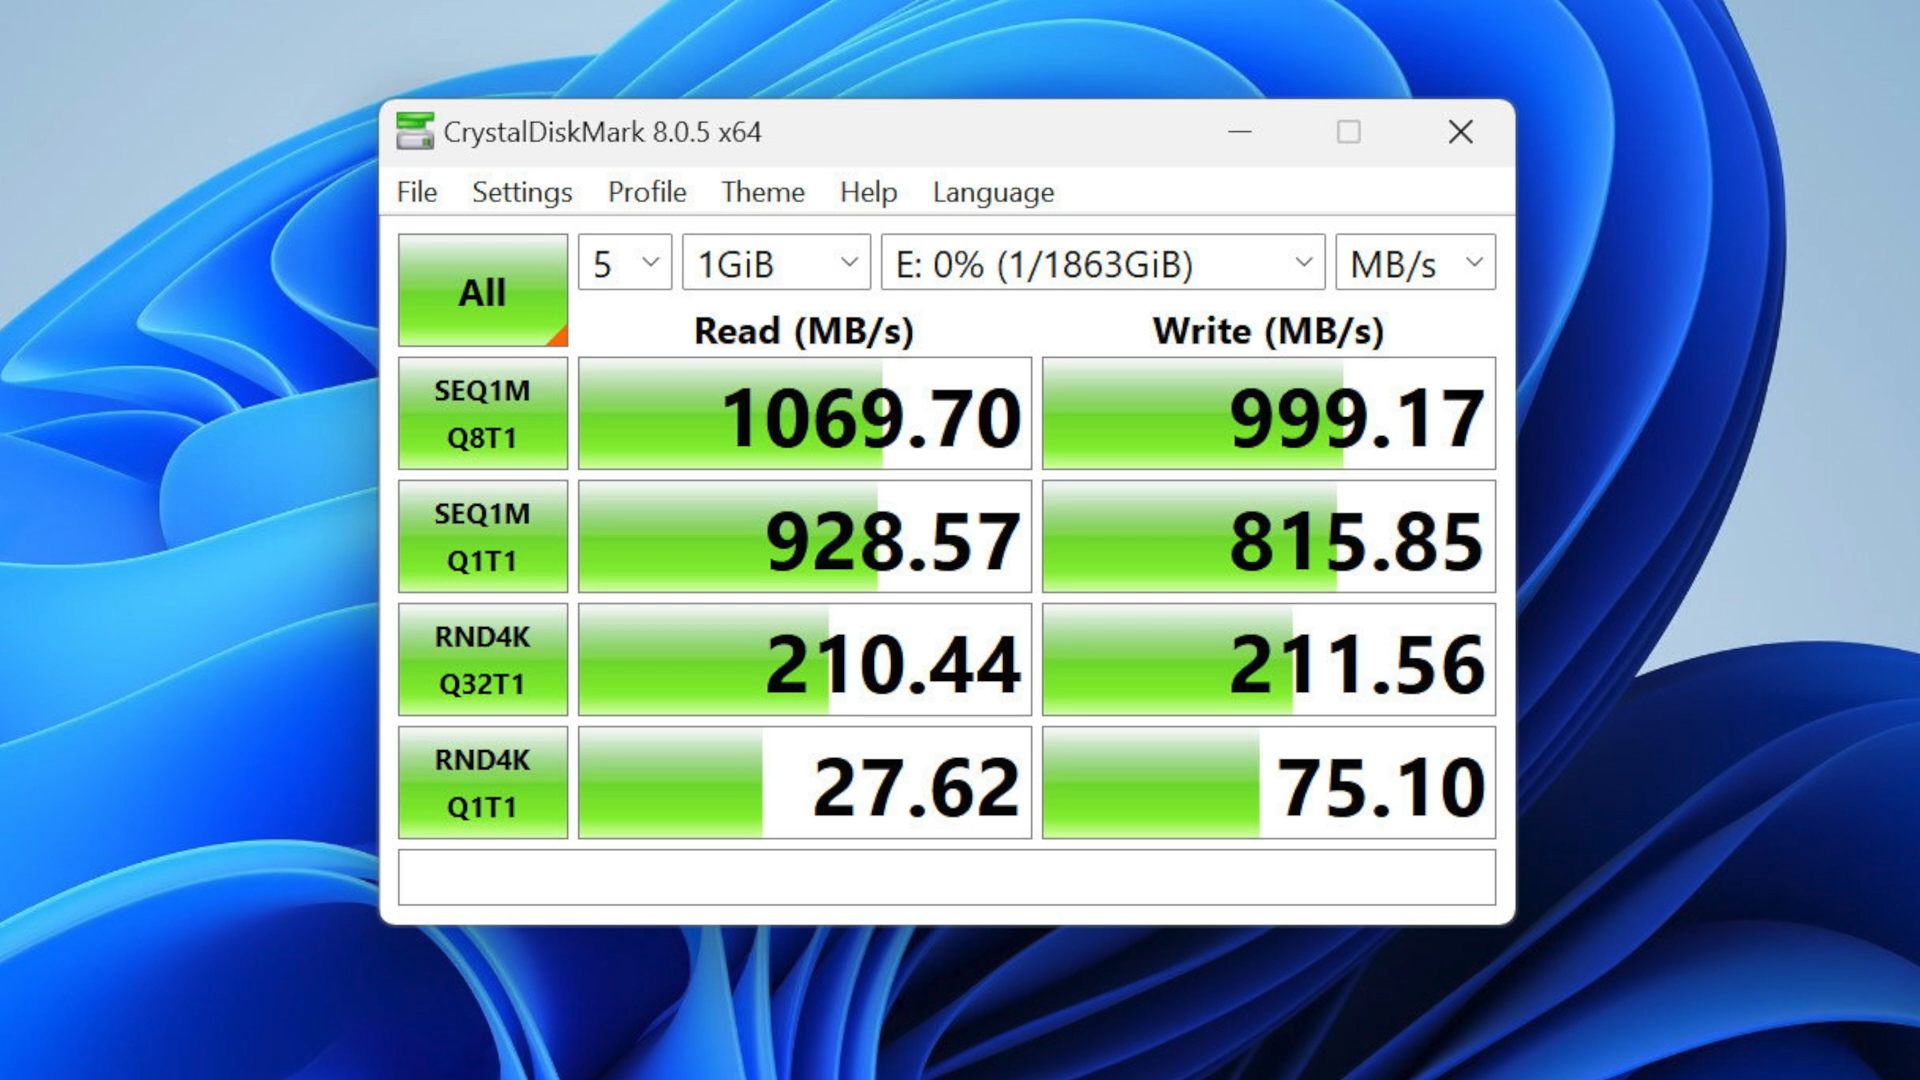 CrystalDiskMark 8.0.5 x64
File Settings Profile Theme Help Language
All
5 1GiB E: 0% (1/1863GiB) MB/s
Read (MB/s) Write (MB/s)
SEQ1M
Q8T1
1069.70 999.17
SEQ1M
Q1T1
928.57 815.85
RND4K
Q32T1
210.44 211.56
RND4K
Q1T1
27.62 75.10